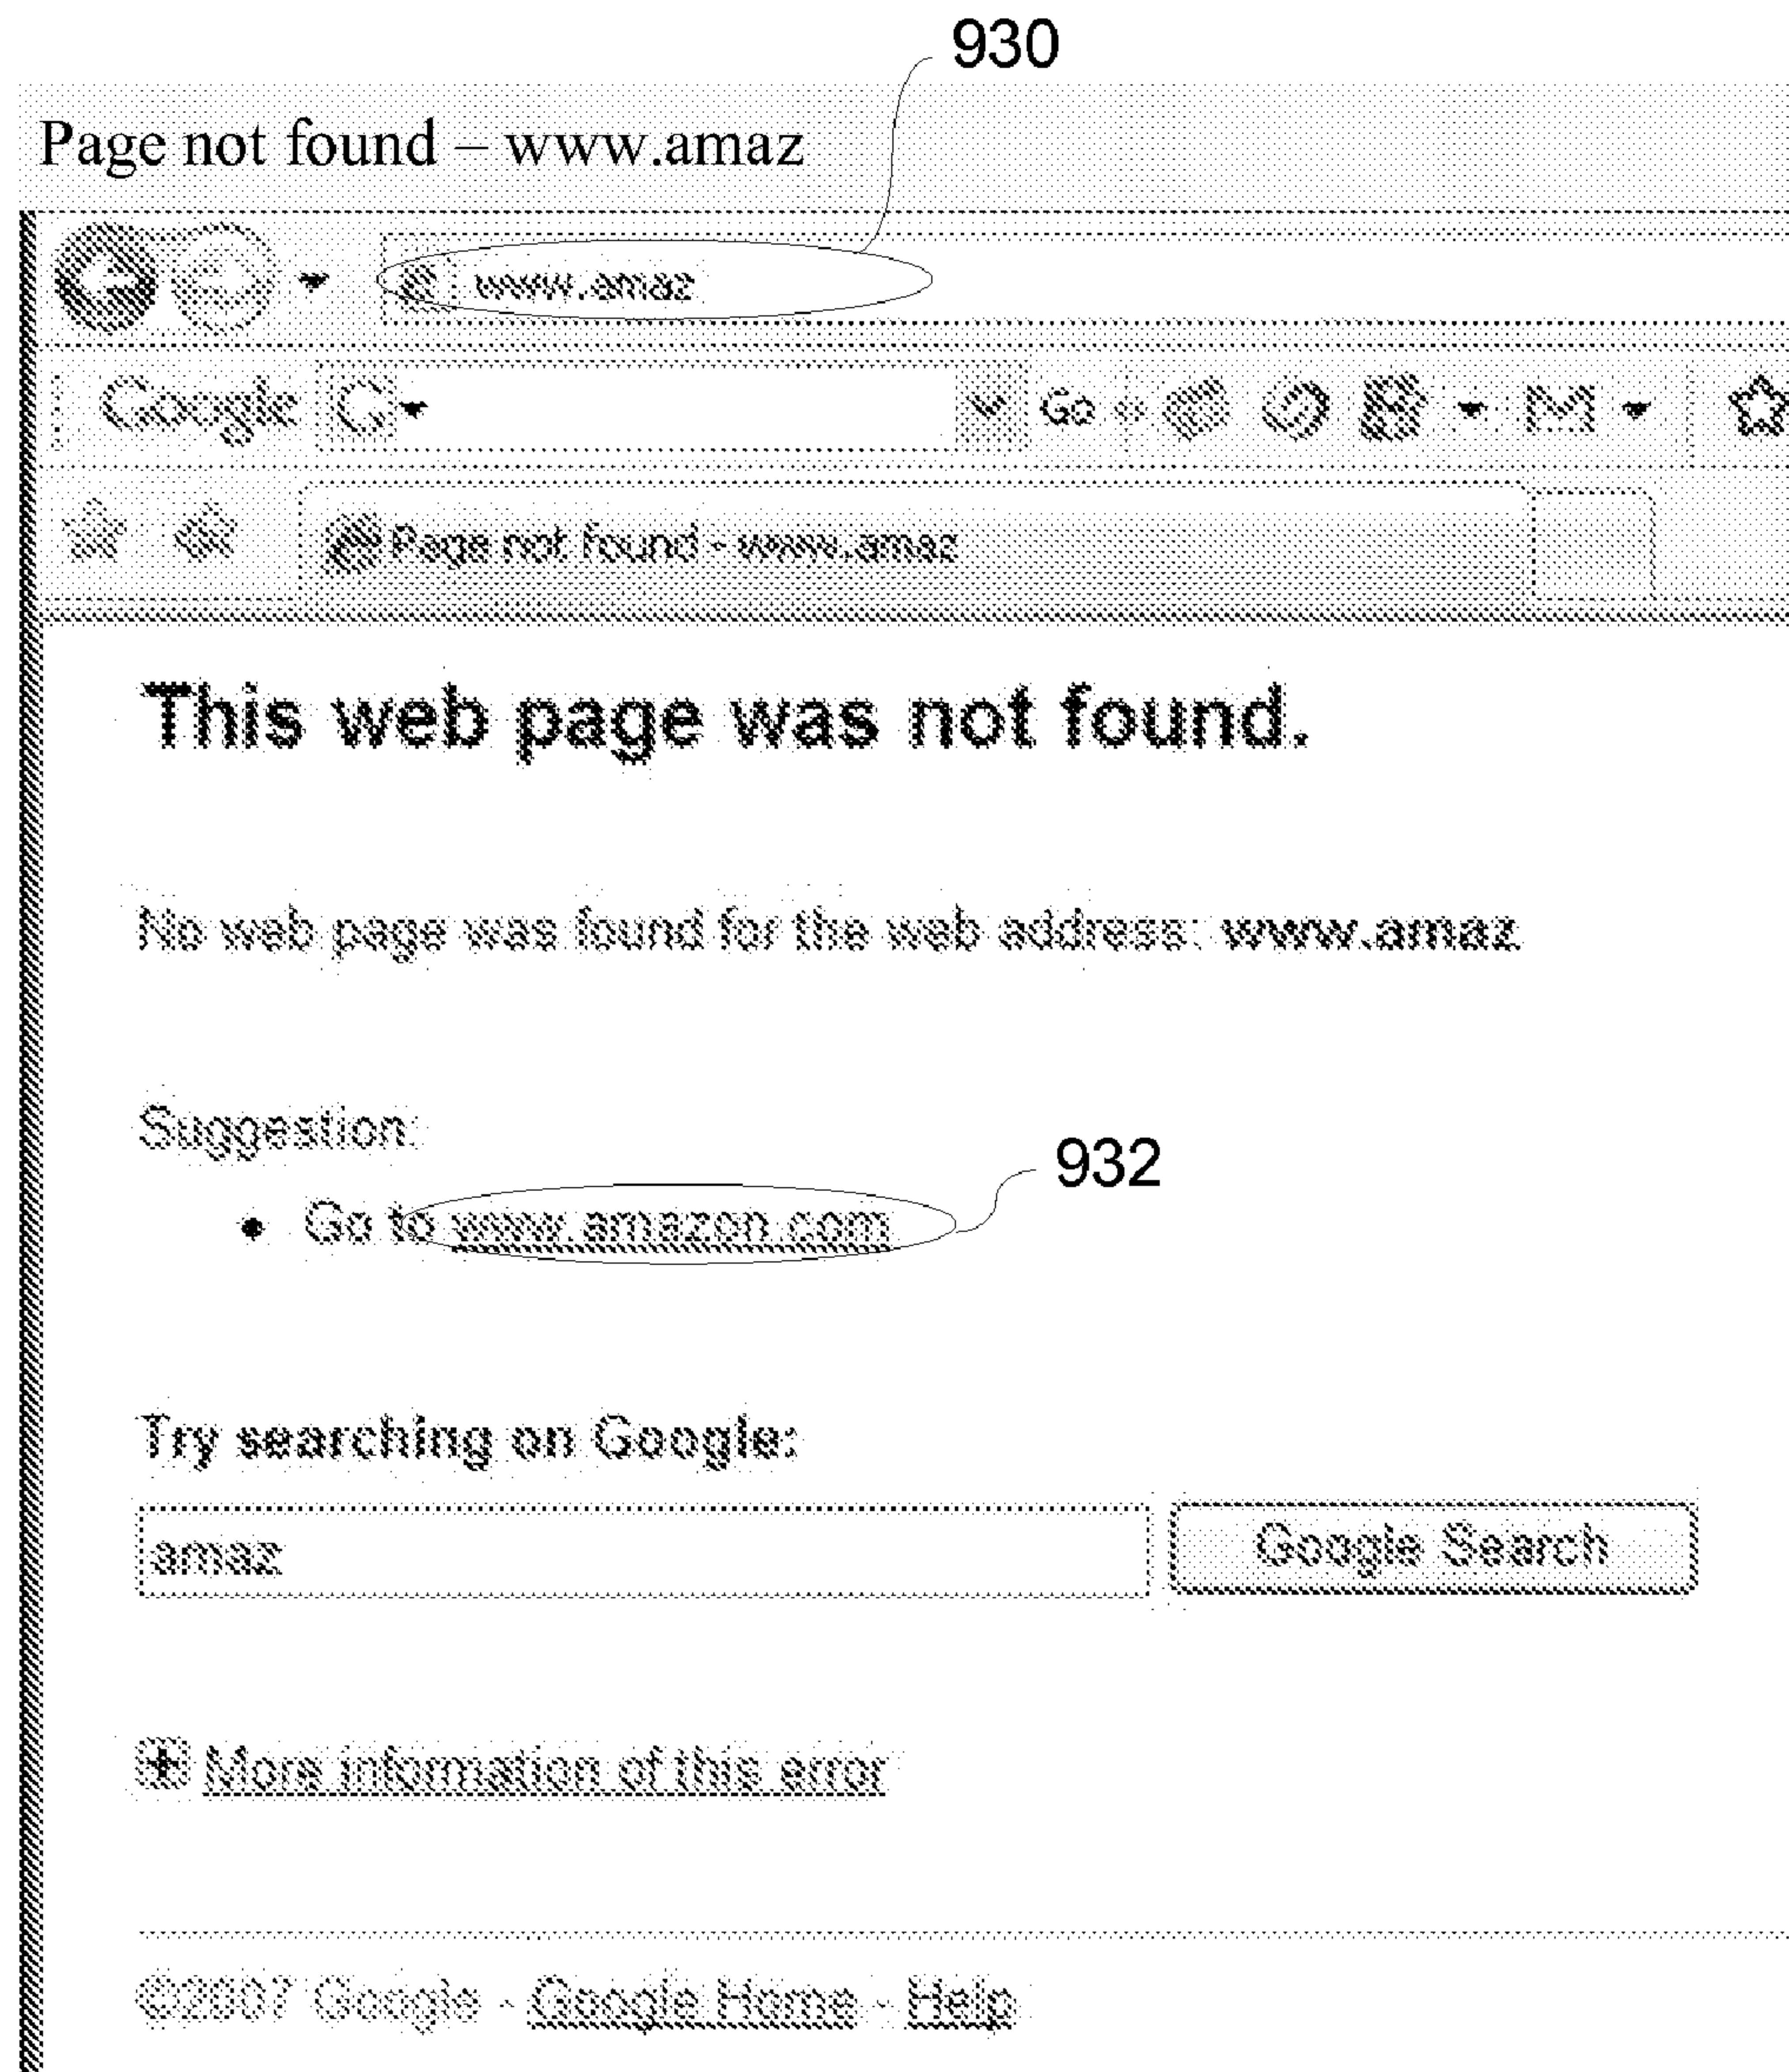 930
Page not found – www.amaz
www.amaz
Google G Go
Page not found - www.amaz
This web page was not found.
No web page was found for the web address: www.amaz
Suggestion:
932
• Go to www.amazon.com
Try searching on Google:
amaz Google Search
More information of this error
©2007 Google - Google Home - Help